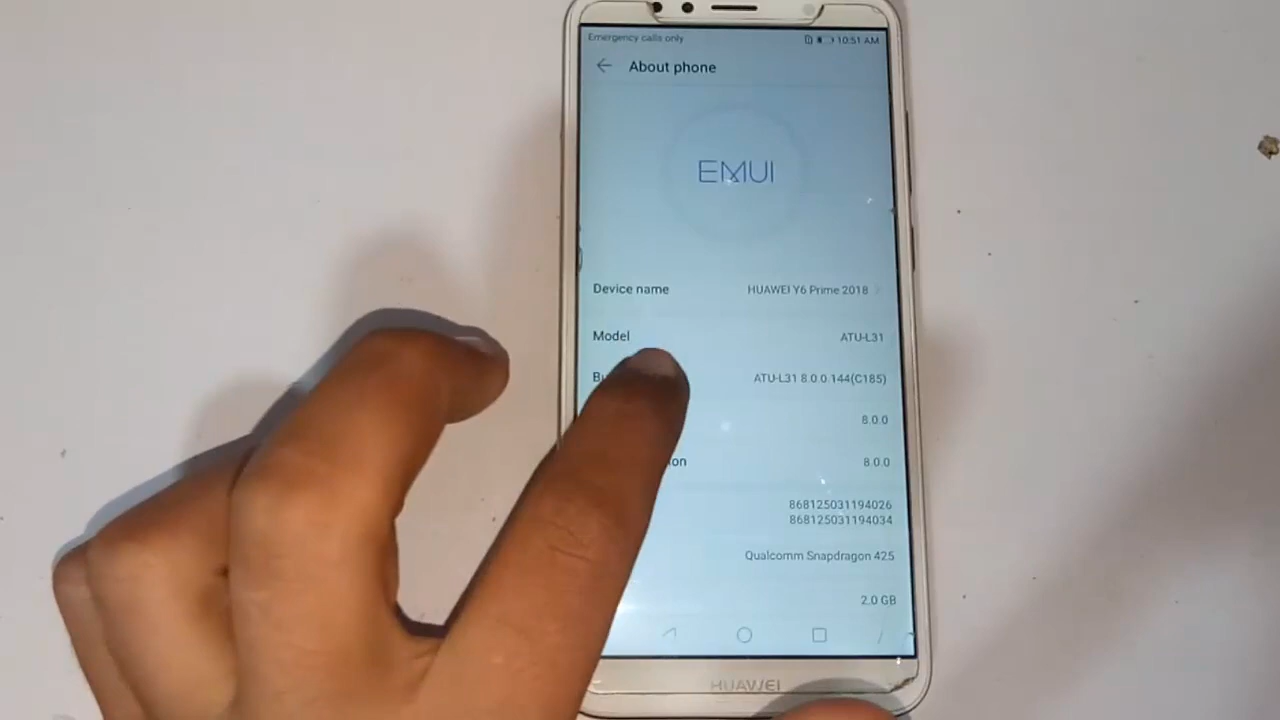 Emergency calls only 10:51 AM
About phone
EMUI
Device name HUAWEI Y6 Prime 2018
Model ATU-L31
ATU-L31 8.0.0.144(C185)
8.0.0
8.0.0
868125031194026
868125031194034
Qualcomm Snapdragon 425
2.0 GB
HUAWEI